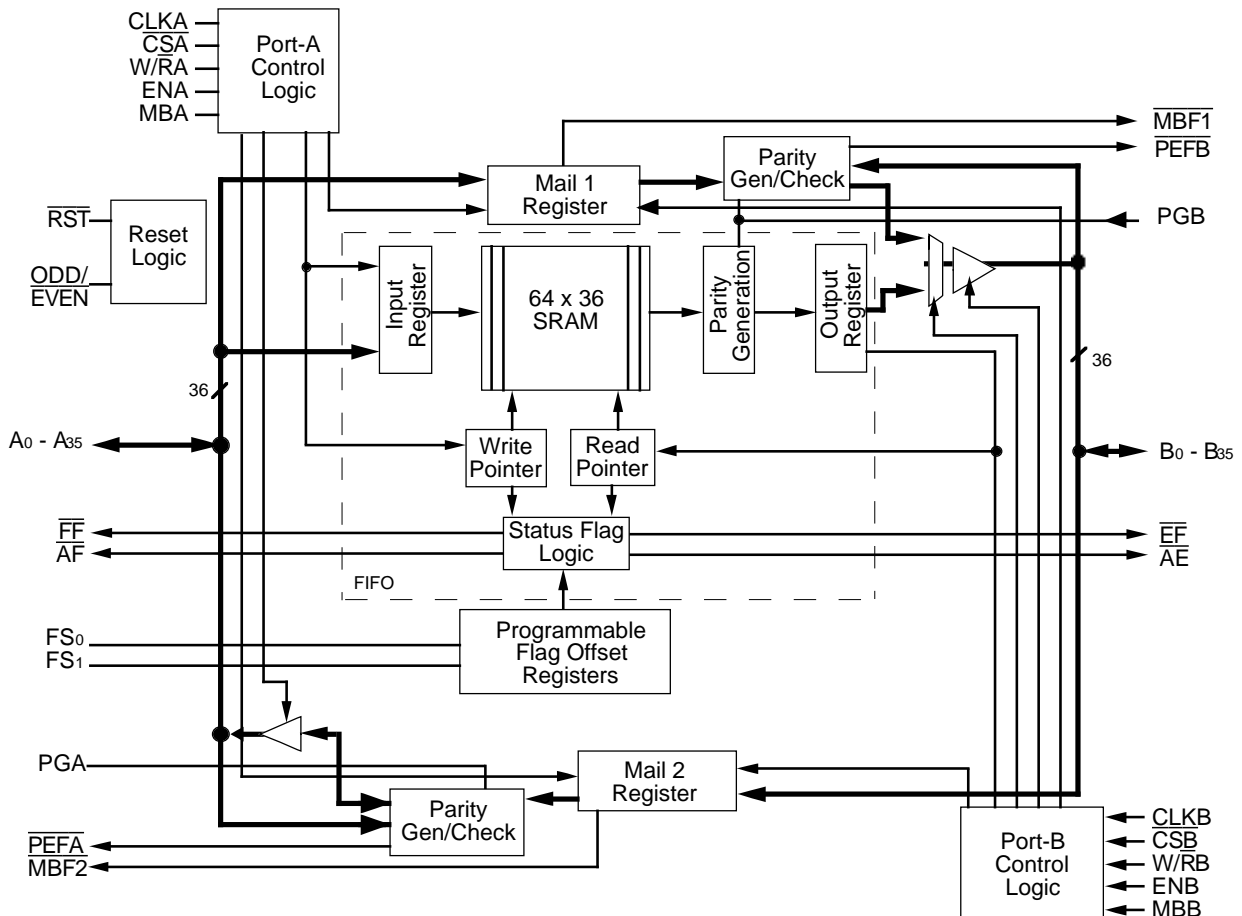 CLKA
CSA
W/RA
ENA
MBA
Port-A
Control
Logic
MBF1
PEFB
Parity
Gen/Check
Mail 1
Register
PGB
RST
ODD/
EVEN
Reset
Logic
Input
Register
64 x 36
SRAM
Parity
Generation
Output
Register
36
36
A0 - A35
Write
Pointer
Read
Pointer
B0 - B35
FF
AF
Status Flag
Logic
EF
AE
FIFO
FS0
FS1
Programmable
Flag Offset
Registers
PGA
Mail 2
Register
Parity
Gen/Check
PEFA
MBF2
Port-B
Control
Logic
CLKB
CSB
W/RB
ENB
MBB